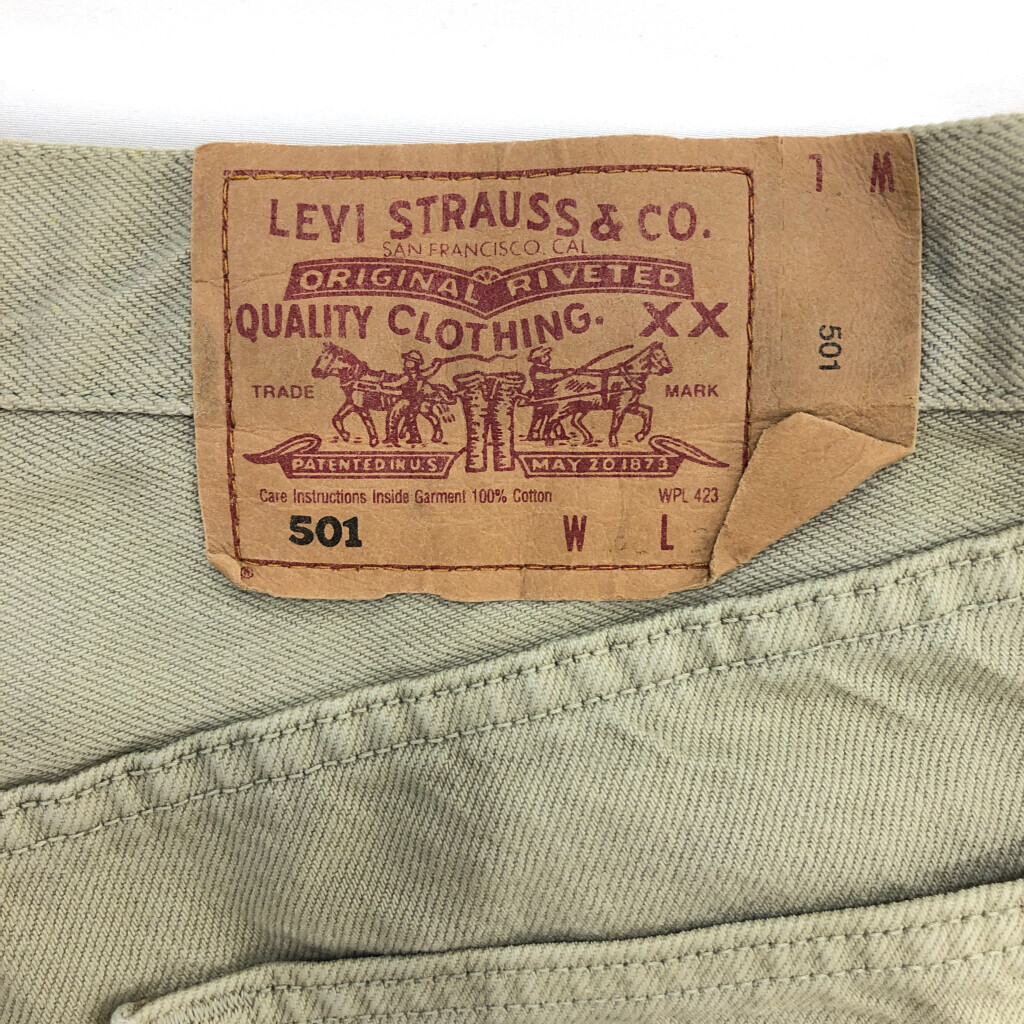 LEVI STRAUSS & CO.
SAN FRANCISCO. CAL
ORIGINAL RIVETED
QUALITY CLOTHING. XX
TRADE MARK
PATENTED IN U.S. MAY 20 1873
Care Instructions Inside Garment 100% Cotton WPL 423
501 W L
®
L W
501